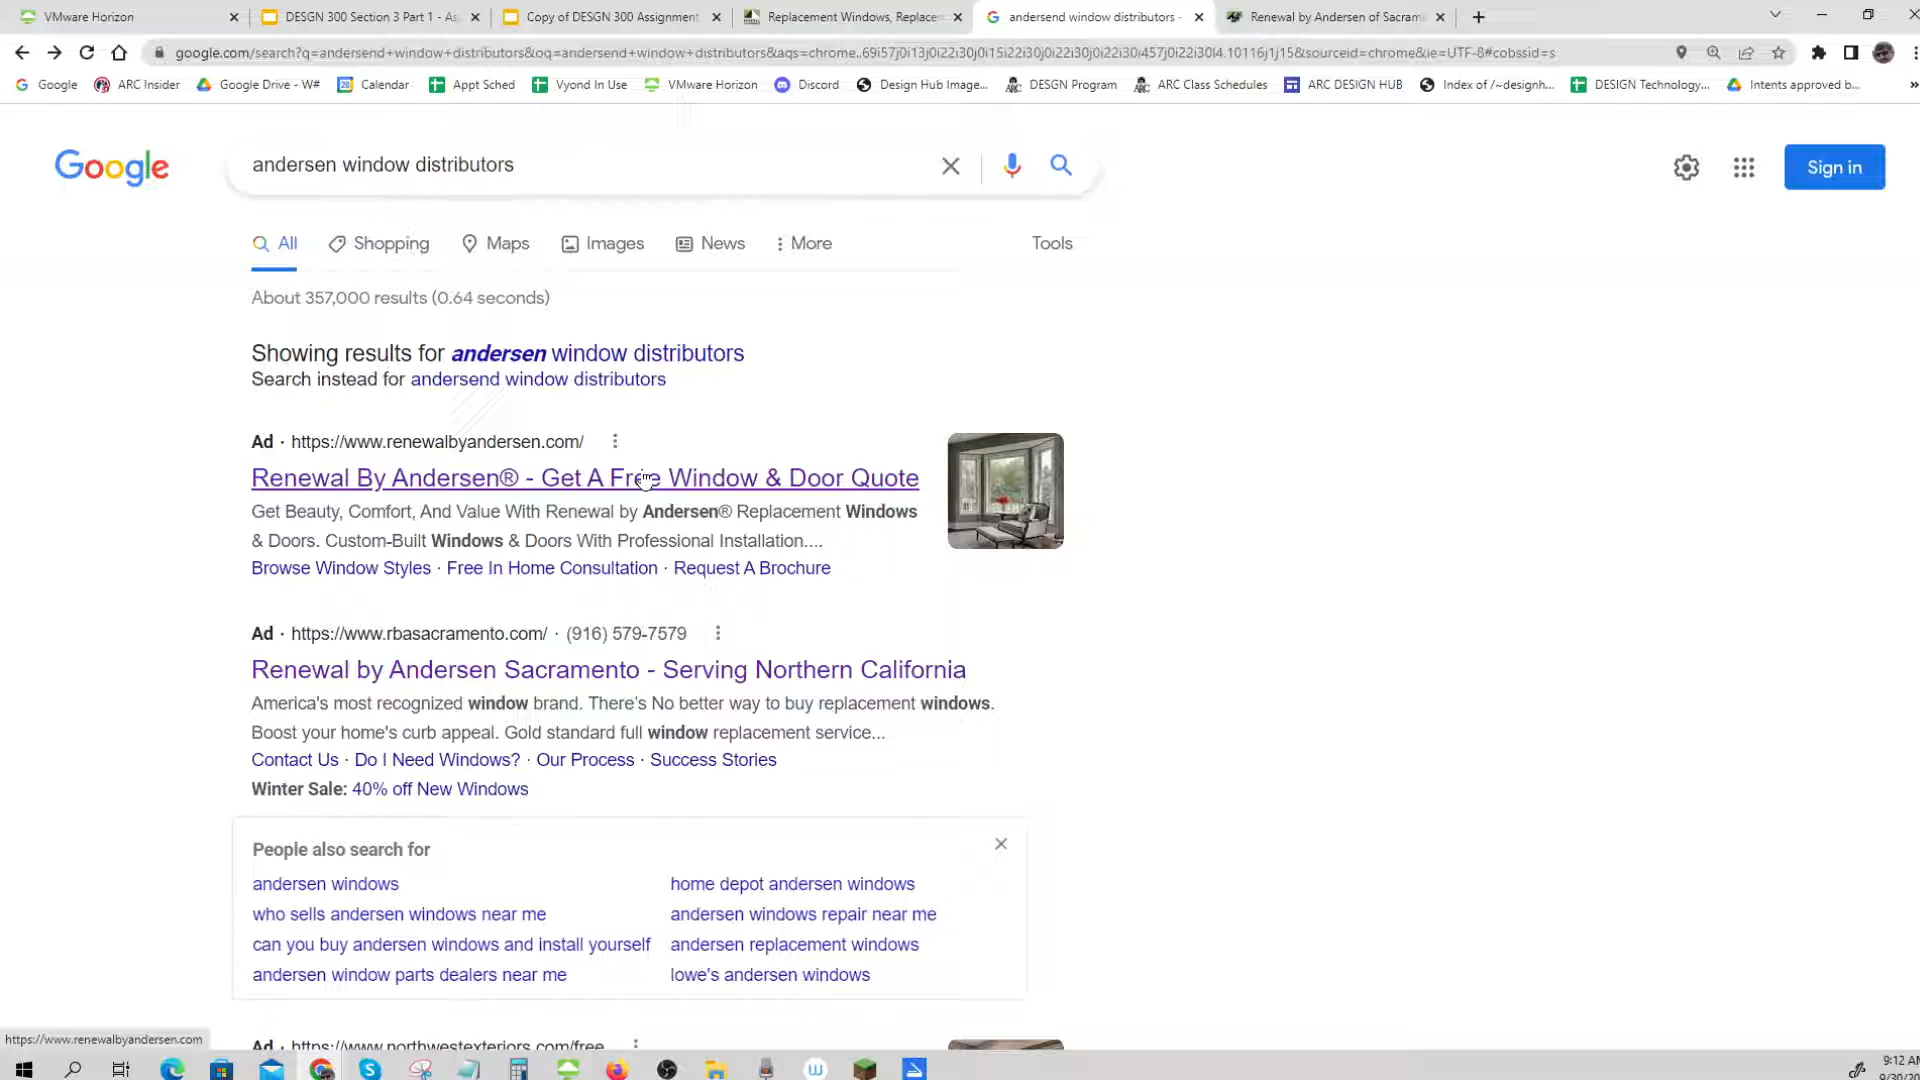 VMware Horizon
DESGN 300 Section 3 Part 1 - As
Copy of DESGN 300 Assignment
Replacement Windows, Replacem
andersend window distributors -
Renewal by Andersen of Sacram
google.com/search?q=andersend+window+distributors&oq=andersend+window+distributors&aqs=chrome..69i57j0i13j0i22i30j0i15i22i30j0i22i30i457j0i22i30l4.10116j1j15&sourceid=chrome&ie=UTF-8#cobssid=s
Google
ARC Insider
Google Drive - W#
Calendar
Appt Sched
Vyond In Use
VMware Horizon
Discord
Design Hub Image...
DESGN Program
ARC Class Schedules
ARC DESIGN HUB
Index of /~designh...
DESIGN Technology...
Intents approved b...
Google
andersen window distributors
Sign in
All
Shopping
Maps
Images
News
More
Tools
About 357,000 results (0.64 seconds)
Showing results for andersen window distributors
Search instead for andersend window distributors
Ad · https://www.renewalbyandersen.com/
Renewal By Andersen® - Get A Free Window & Door Quote
Get Beauty, Comfort, And Value With Renewal by Andersen® Replacement Windows
& Doors. Custom-Built Windows & Doors With Professional Installation....
Browse Window Styles · Free In Home Consultation · Request A Brochure
Ad · https://www.rbasacramento.com/ · (916) 579-7579
Renewal by Andersen Sacramento - Serving Northern California
America's most recognized window brand. There's No better way to buy replacement windows.
Boost your home's curb appeal. Gold standard full window replacement service...
Contact Us · Do I Need Windows? · Our Process · Success Stories
Winter Sale: 40% off New Windows
People also search for
andersen windows
home depot andersen windows
who sells andersen windows near me
andersen windows repair near me
can you buy andersen windows and install yourself
andersen replacement windows
andersen window parts dealers near me
lowe's andersen windows
https://www.renewalbyandersen.com
Ad · https://www.northwestexteriors.com/free
9:12 AM
9/30/20